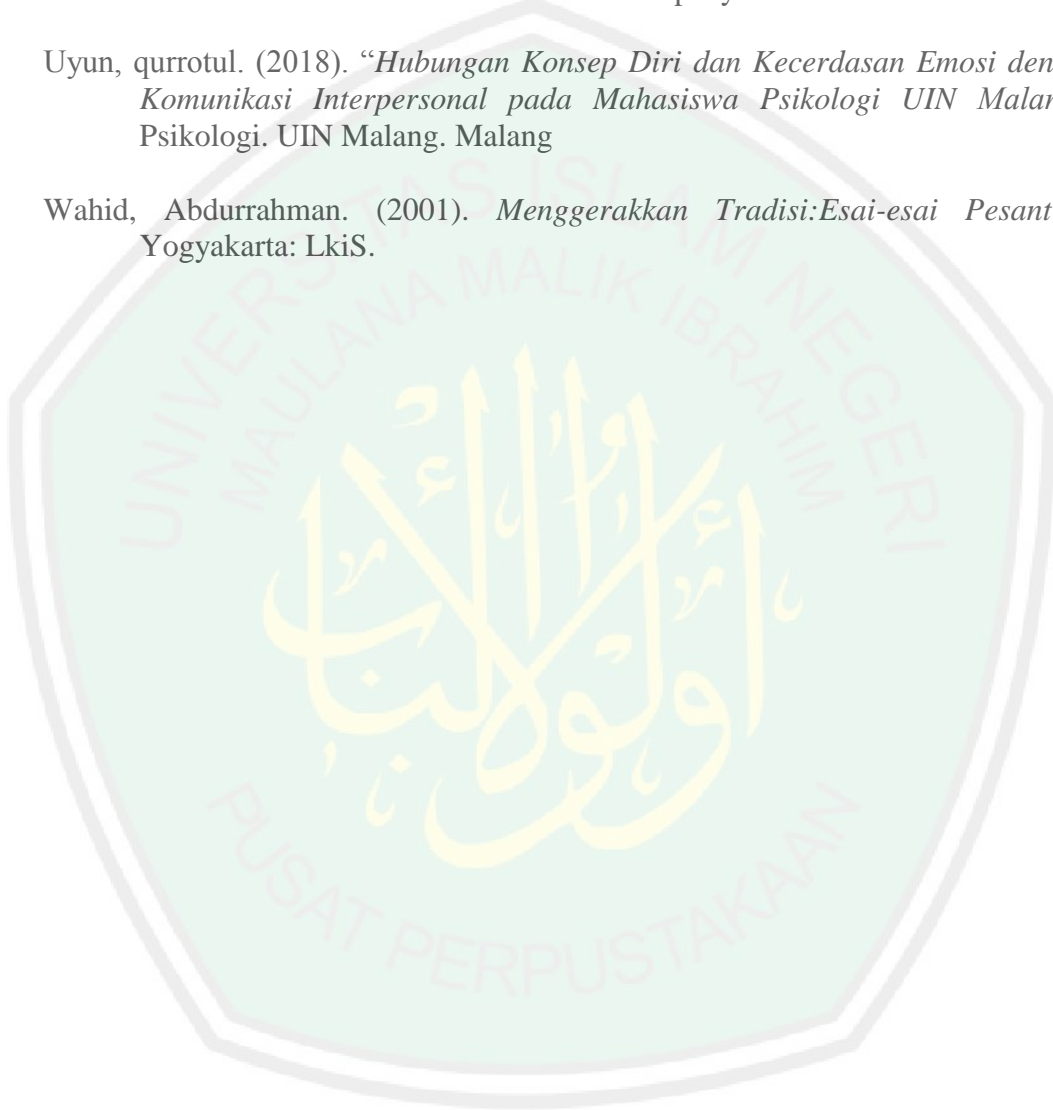 Uyun, qurrotul. (2018). “Hubungan Konsep Diri dan Kecerdasan Emosi den
Komunikasi Interpersonal pada Mahasiswa Psikologi UIN Malan
Psikologi. UIN Malang. Malang
Wahid, Abdurrahman. (2001). Menggerakkan Tradisi:Esai-esai Pesant
Yogyakarta: LkiS.
UNIVERSITAS ISLAM NEGERI
MAULANA MALIK IBRAHIM
أولوا الألباب
PUSAT PERPUSTAKAAN